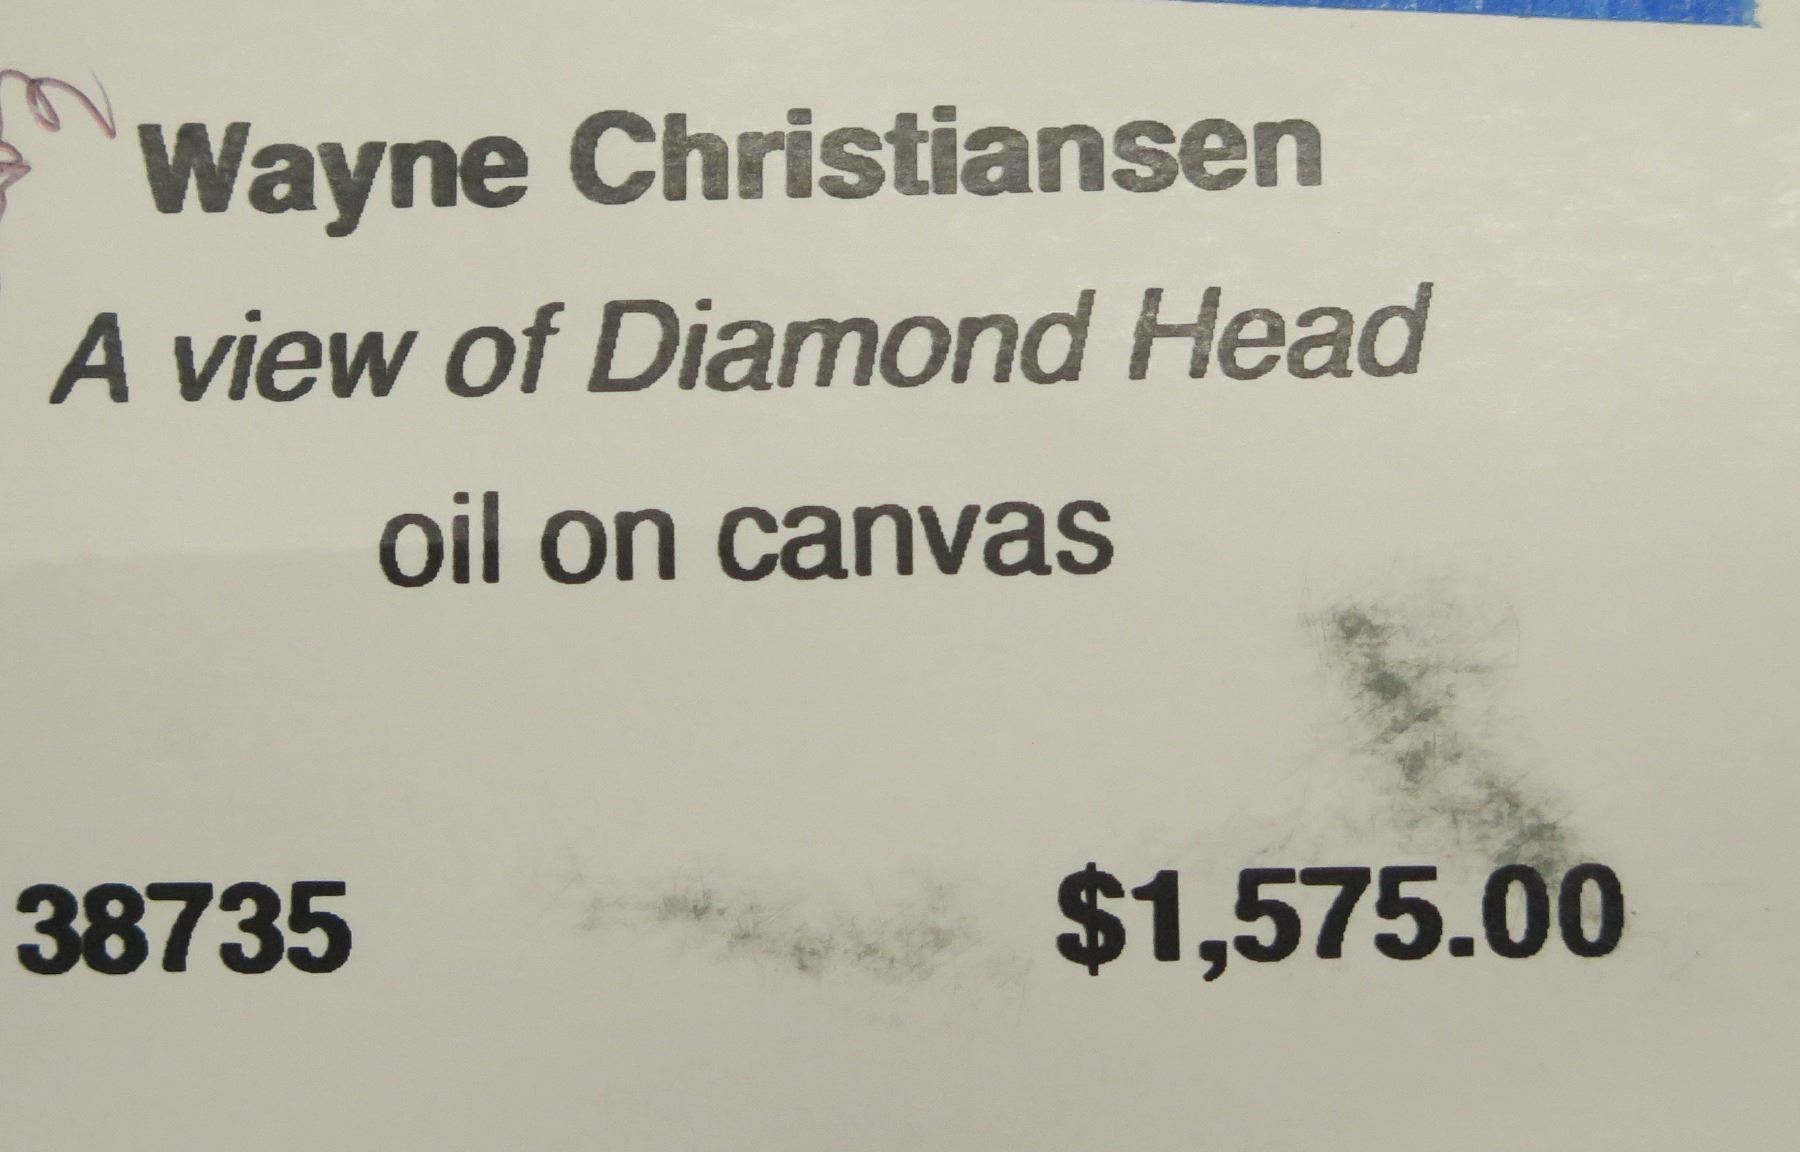 Wayne Christiansen
A view of Diamond Head
oil on canvas
38735 $1,575.00